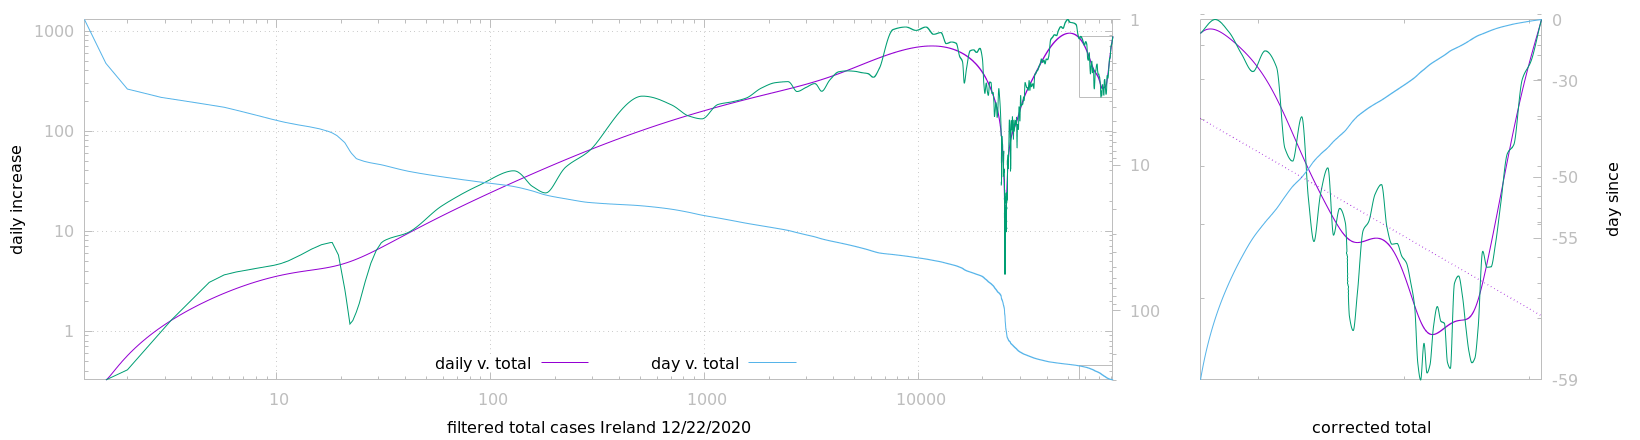 1000
100
10
1
daily increase
10
100
1000
10000
filtered total cases Ireland 12/22/2020
daily v. total
day v. total
1
10
100
0
-30
-50
-55
-59
day since
corrected total